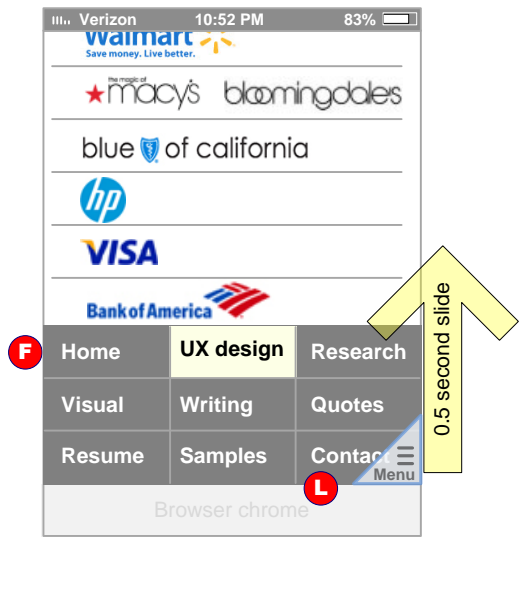 Verizon 10:52 PM 83%
Walmart
Save money. Live better.
the magic of
macy's bloomingdale's
blue of california
hp
VISA
Bank of America
F
Home UX design Research
Visual Writing Quotes
Resume Samples Contact
Menu
L
Browser chrome
0.5 second slide